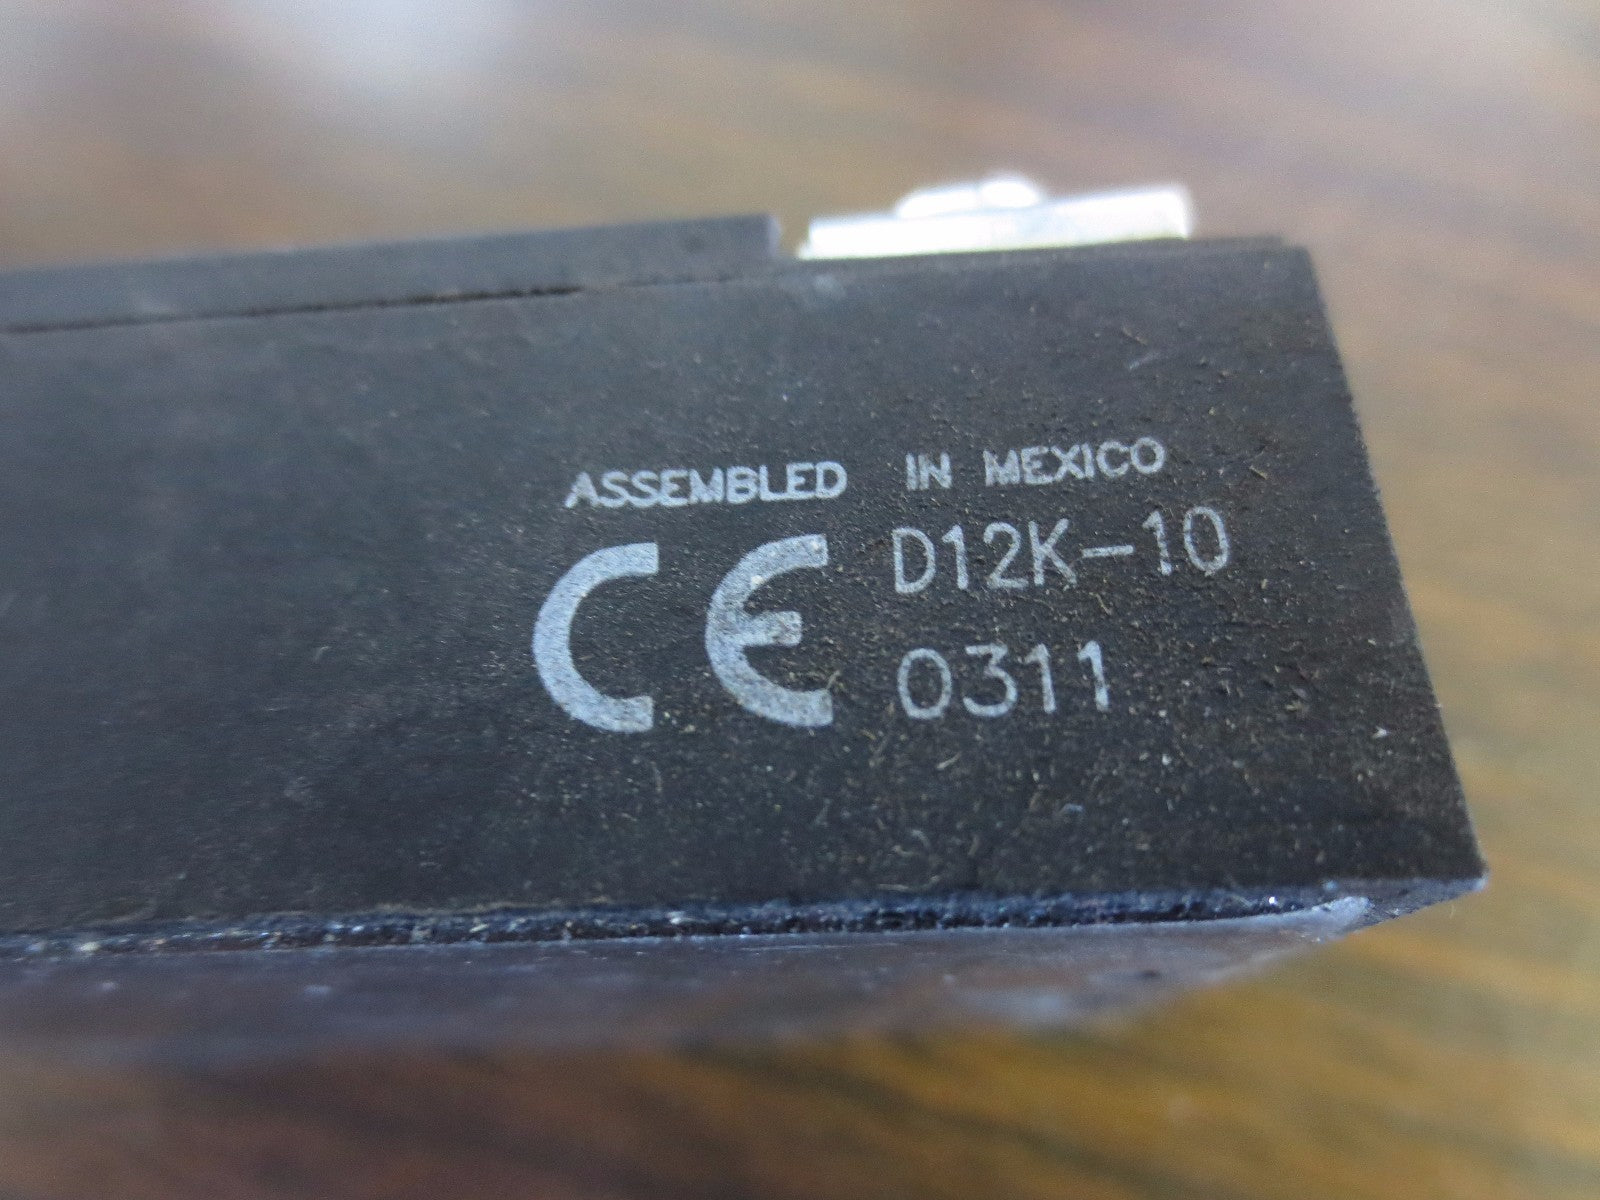 ASSEMBLED IN MEXICO
CE D12K-10
0311